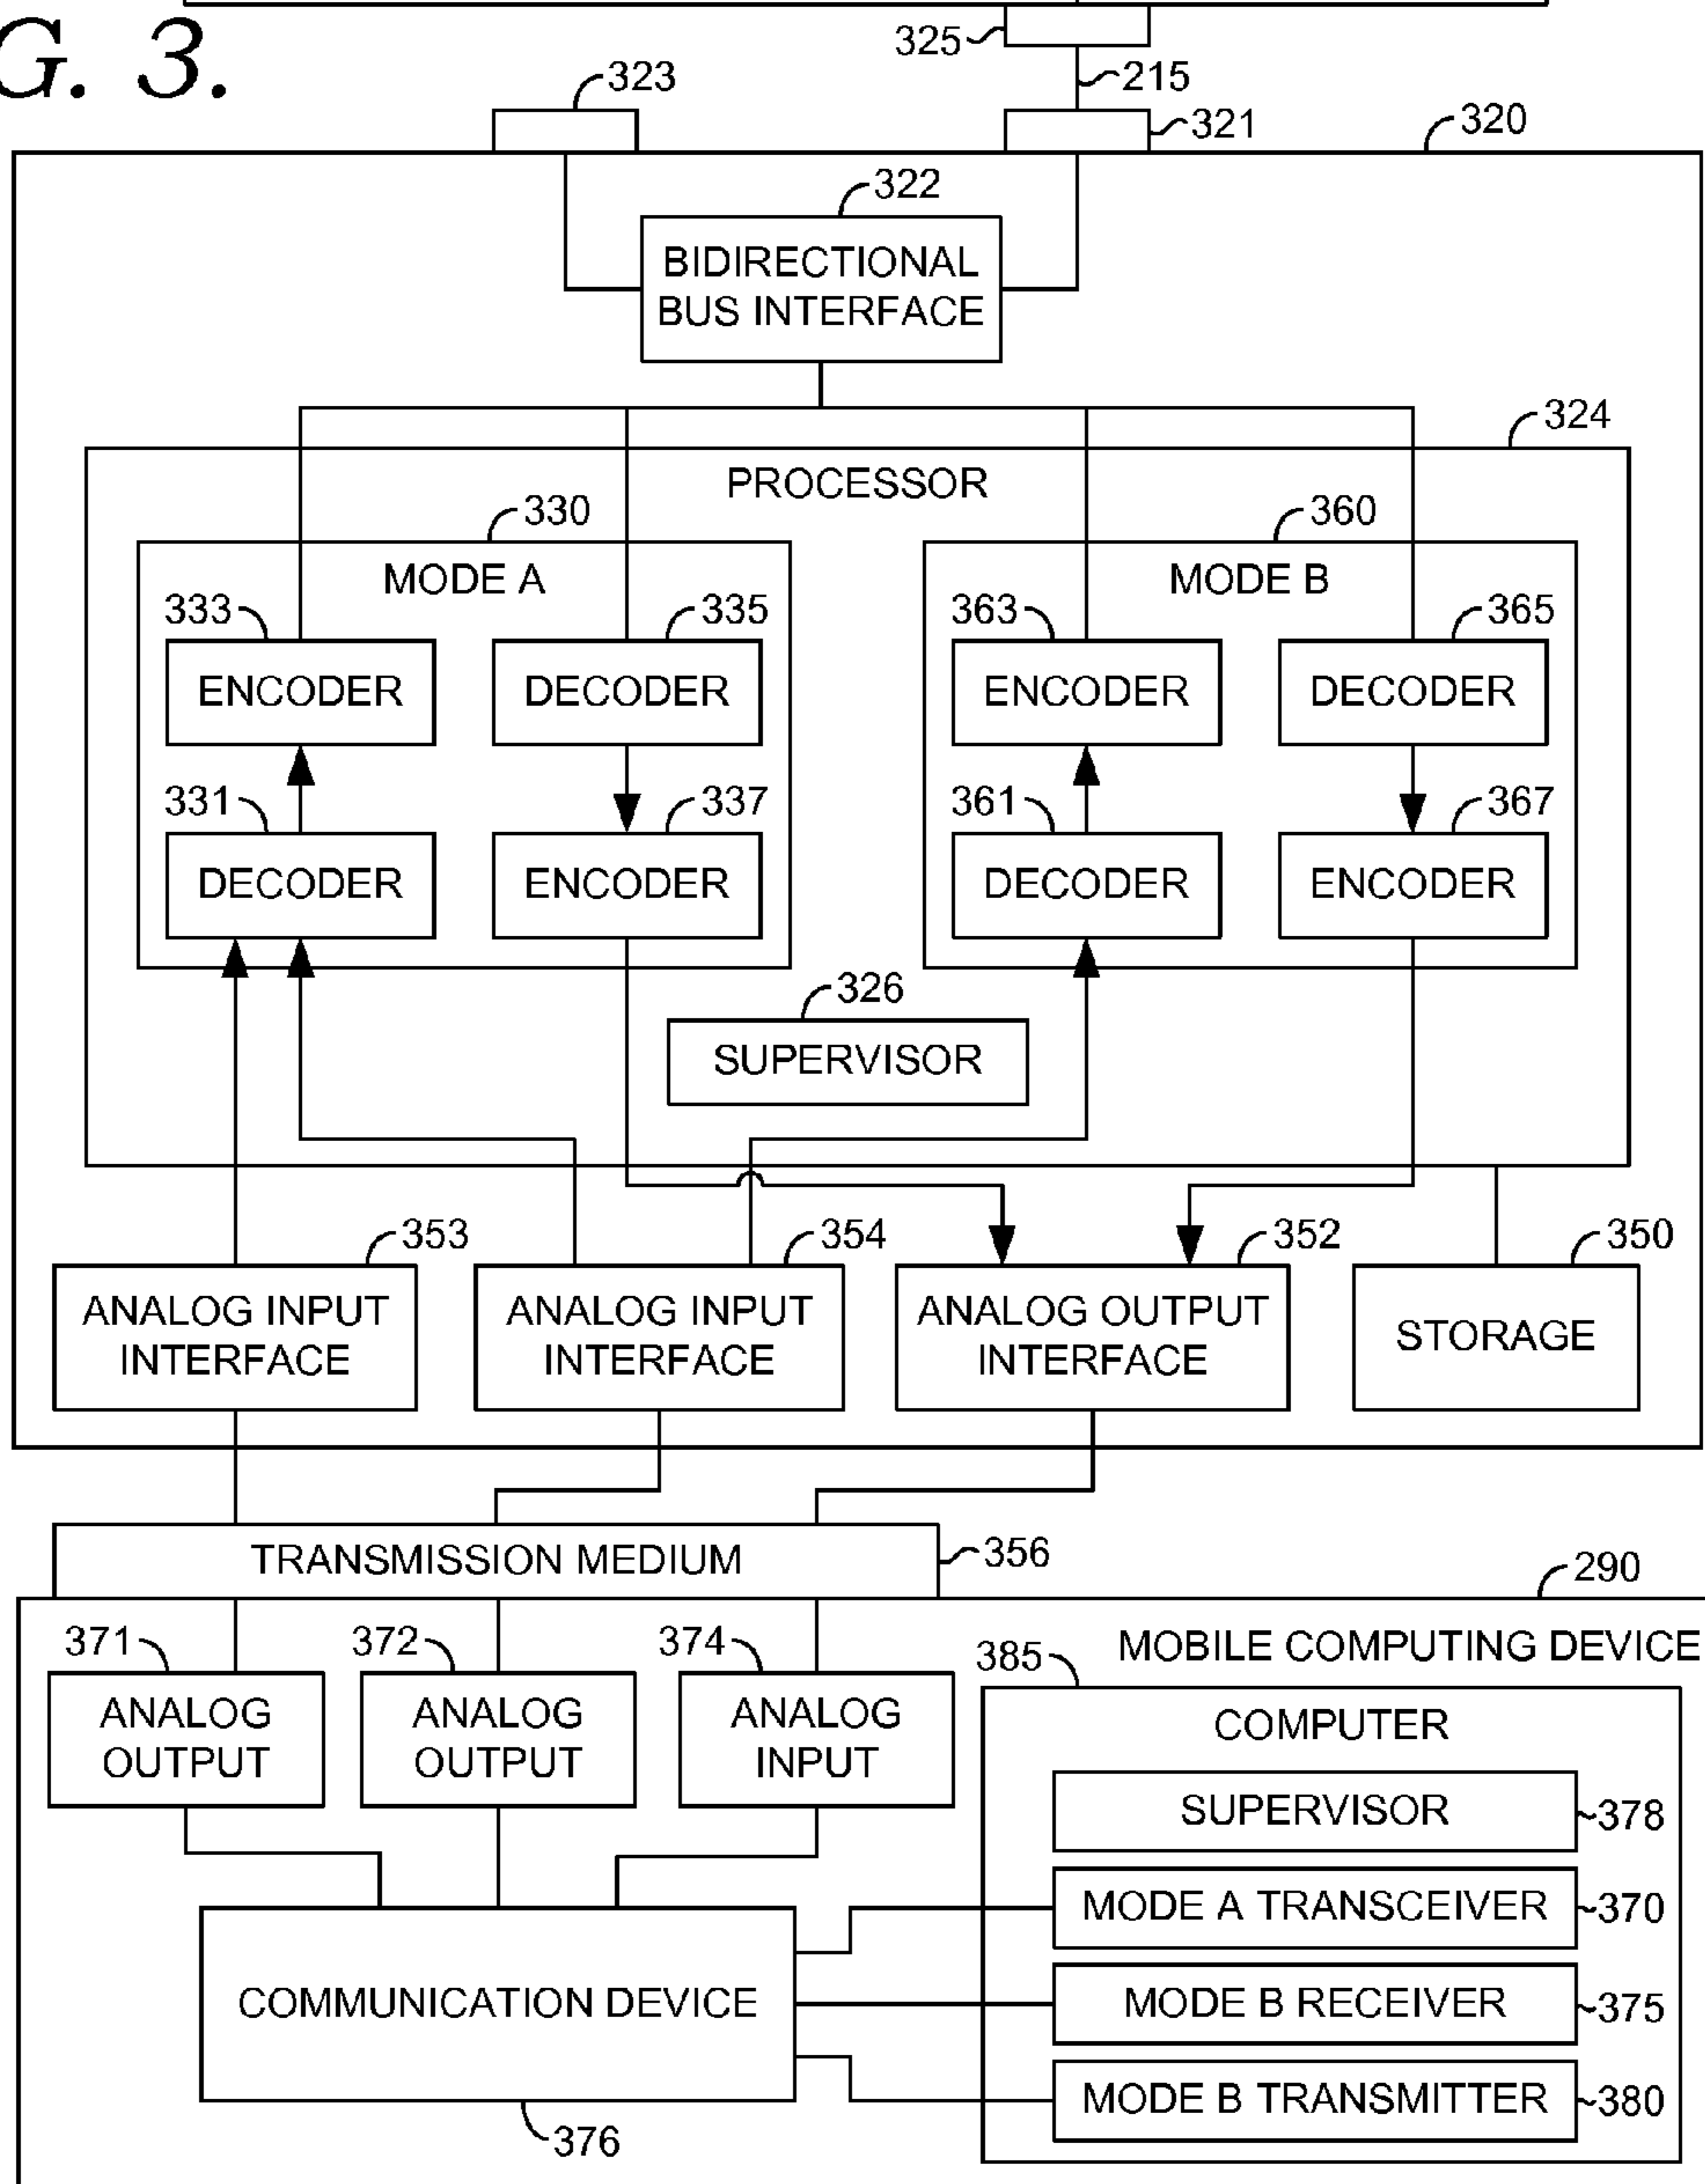 G. 3.
325
215
323
321
320
322
BIDIRECTIONAL
BUS INTERFACE
324
PROCESSOR
330
360
MODE A
MODE B
333
335
363
365
ENCODER
DECODER
ENCODER
DECODER
331
337
361
367
DECODER
ENCODER
DECODER
ENCODER
326
SUPERVISOR
353
354
352
350
ANALOG INPUT
INTERFACE
ANALOG INPUT
INTERFACE
ANALOG OUTPUT
INTERFACE
STORAGE
TRANSMISSION MEDIUM
356
290
MOBILE COMPUTING DEVICE
371
372
374
385
ANALOG
OUTPUT
ANALOG
OUTPUT
ANALOG
INPUT
COMPUTER
SUPERVISOR
378
MODE A TRANSCEIVER
370
COMMUNICATION DEVICE
MODE B RECEIVER
375
MODE B TRANSMITTER
380
376